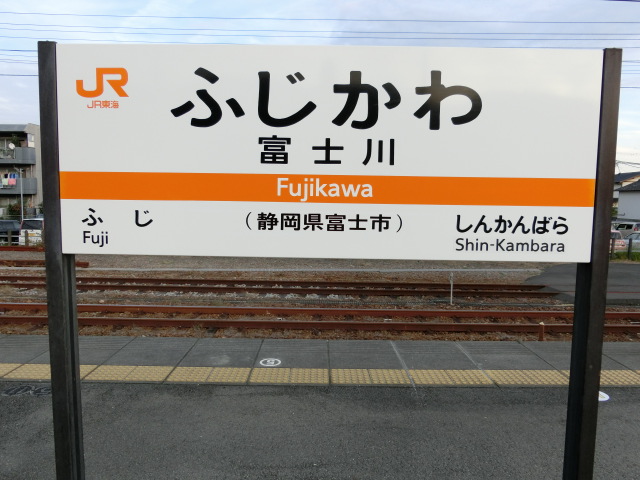 JR
JR東海
ふじかわ
富士川
Fujikawa
ふじ (静岡県富士市) しんかんばら
Fuji Shin-Kambara